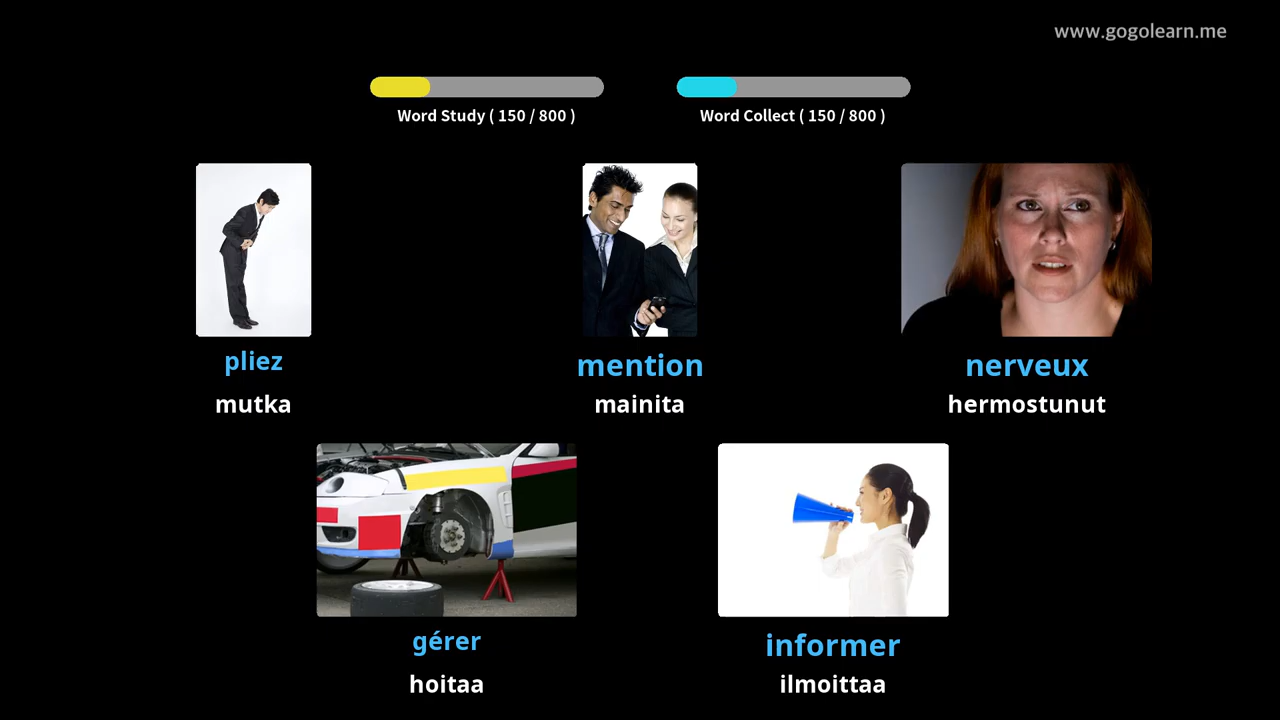 www.gogolearn.me
Word Study ( 150 / 800 )
Word Collect ( 150 / 800 )
pliez
mutka
mention
mainita
nerveux
hermostunut
gérer
hoitaa
informer
ilmoittaa